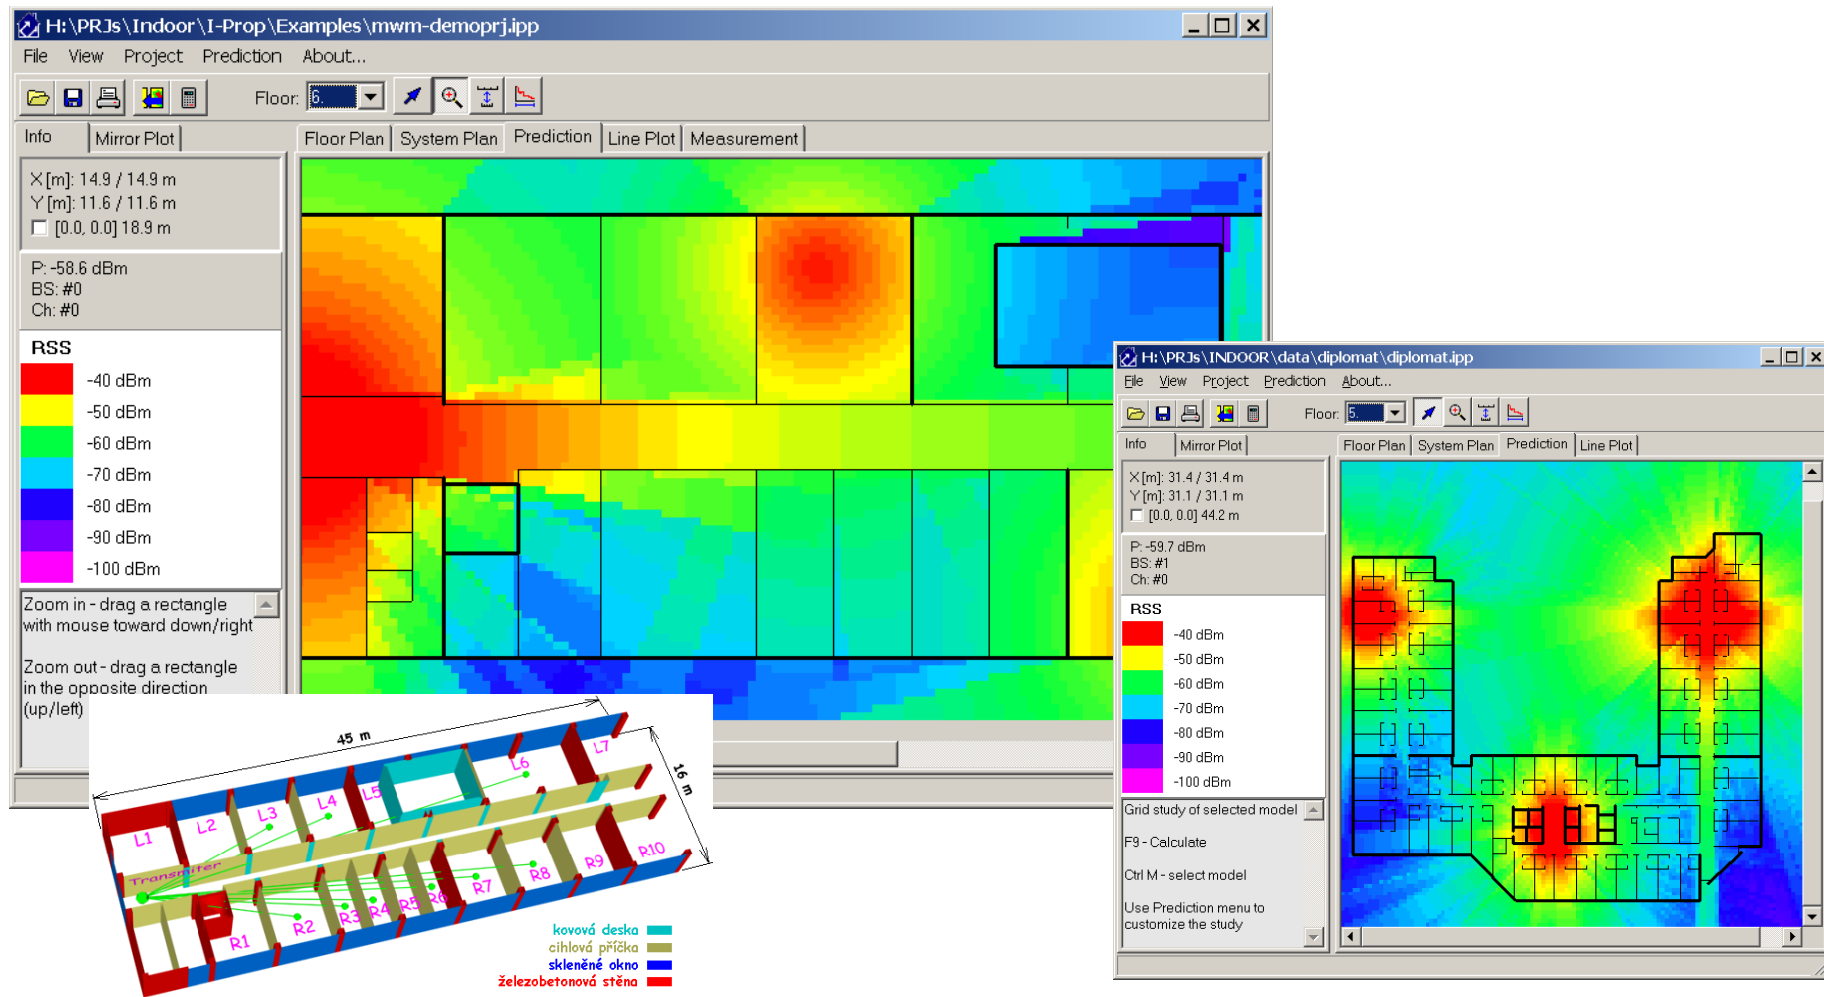 H:\PRJs\Indoor\I-Prop\Examples\mwm-demoprj.ipp
File View Project Prediction About...
Floor: 6.
Info Mirror Plot
Floor Plan System Plan Prediction Line Plot Measurement
X [m]: 14.9 / 14.9 m
Y [m]: 11.6 / 11.6 m
[0.0, 0.0] 18.9 m
P: -58.6 dBm
BS: #0
Ch: #0
RSS
-40 dBm
-50 dBm
-60 dBm
-70 dBm
-80 dBm
-90 dBm
-100 dBm
Zoom in - drag a rectangle
with mouse toward down/right
Zoom out - drag a rectangle
in the opposite direction
(up/left)
45 m
16 m
L1 L2 L3 L4 L5 L6 L7
Transmiter
R1 R2 R3 R4 R5 R6 R7 R8 R9 R10
kovová deska
cihlová příčka
skleněné okno
železobetonová stěna
H:\PRJs\INDOOR\data\diplomat\diplomat.ipp
File View Project Prediction About...
Floor: 5.
Info Mirror Plot
Floor Plan System Plan Prediction Line Plot
X [m]: 31.4 / 31.4 m
Y [m]: 31.1 / 31.1 m
[0.0, 0.0] 44.2 m
P: -59.7 dBm
BS: #1
Ch: #0
RSS
-40 dBm
-50 dBm
-60 dBm
-70 dBm
-80 dBm
-90 dBm
-100 dBm
Grid study of selected model
F9 - Calculate
Ctrl M - select model
Use Prediction menu to
customize the study